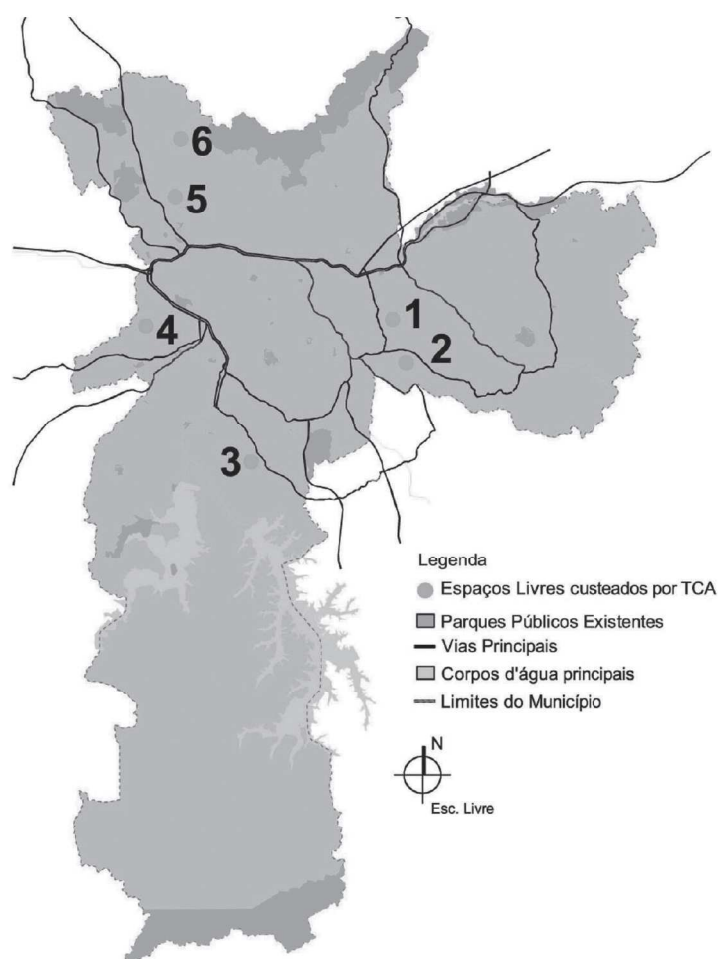 6
5
1
4
2
3
Legenda
Espaços Livres custeados por TCA
Parques Públicos Existentes
Vias Principais
Corpos d'água principais
Limites do Município
N
Esc. Livre